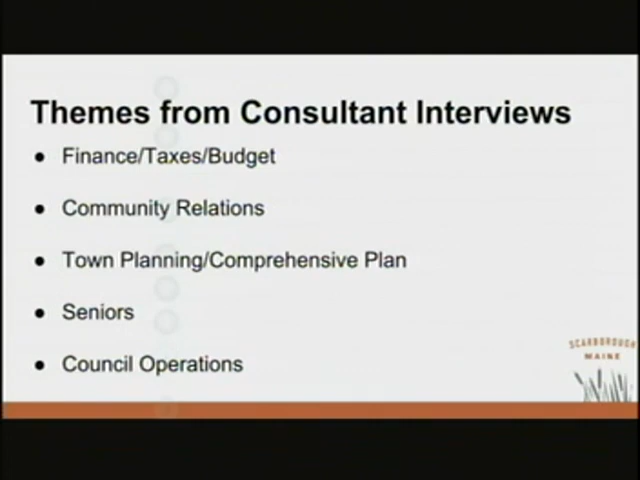 Themes from Consultant Interviews
● Finance/Taxes/Budget
● Community Relations
● Town Planning/Comprehensive Plan
● Seniors
● Council Operations
SCARBOROUGH
MAINE